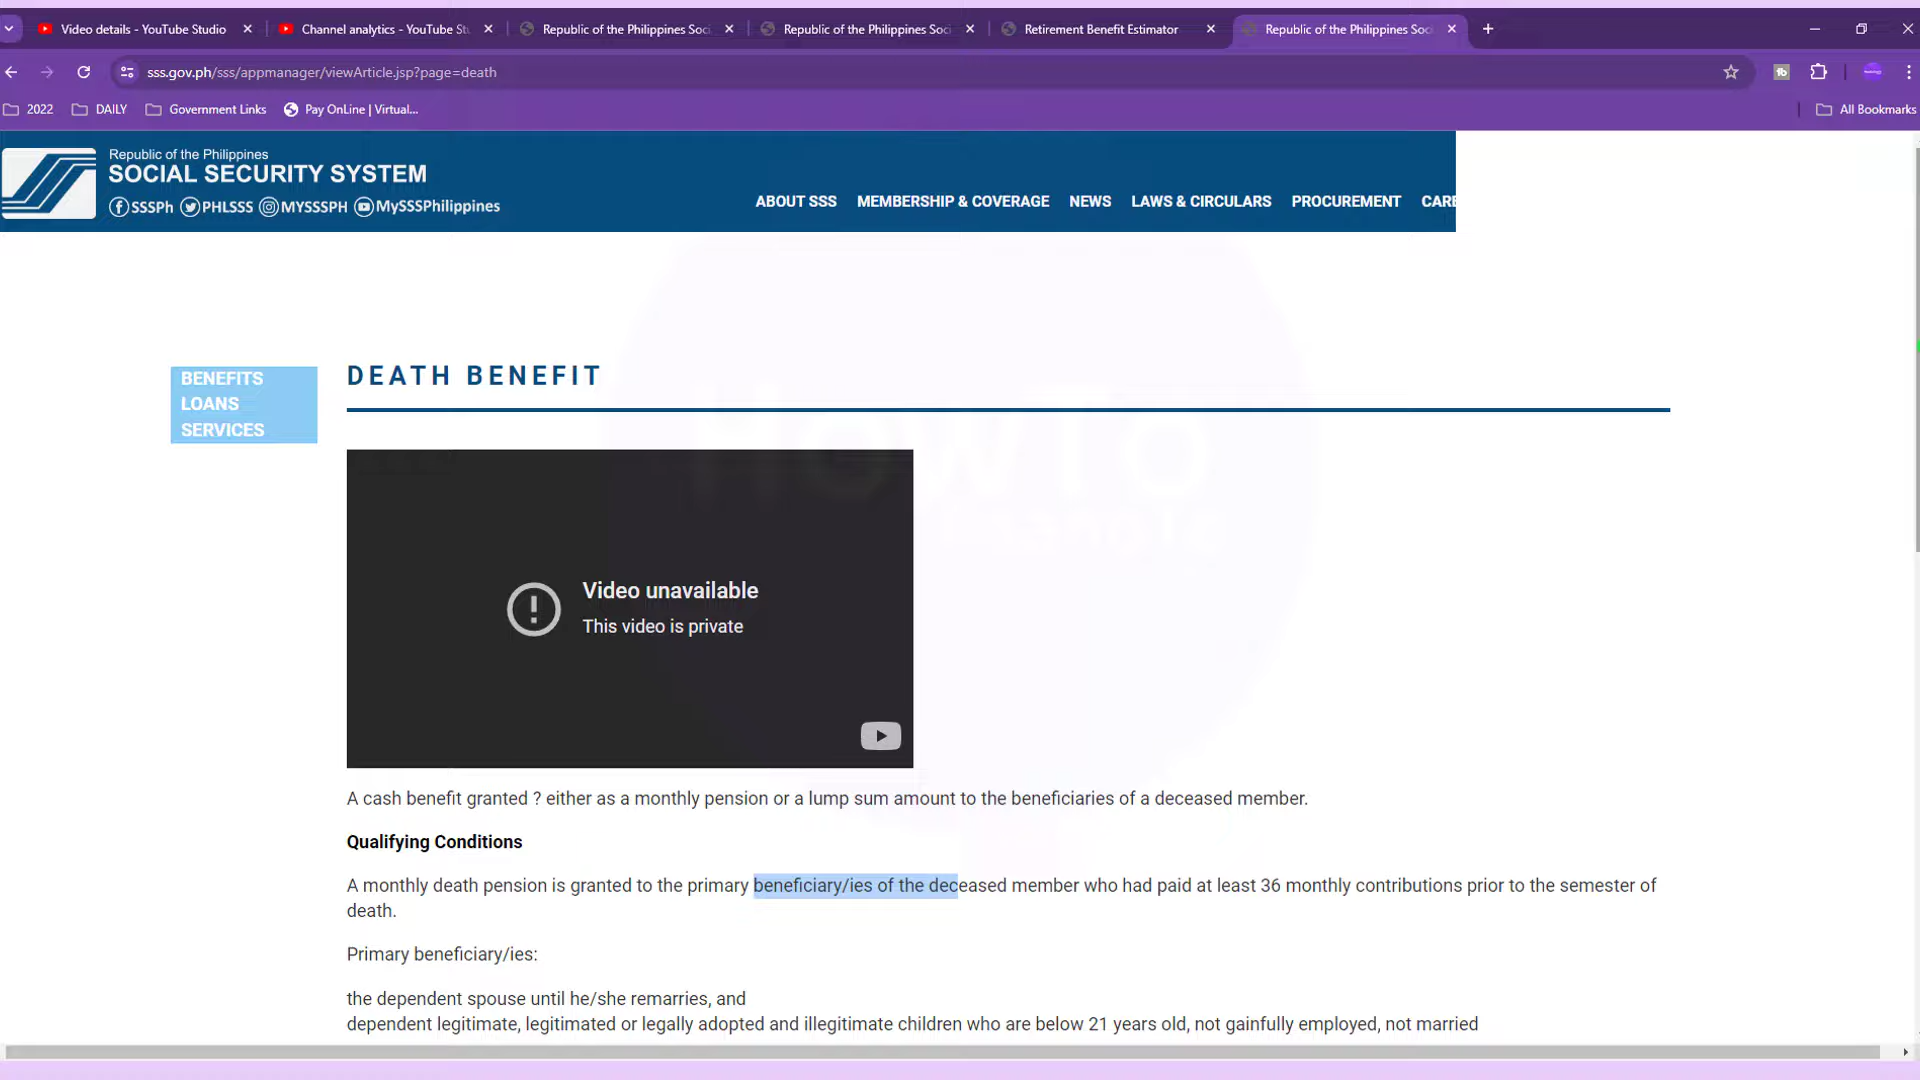 Video details - YouTube Studio
Channel analytics - YouTube Stu
Republic of the Philippines Soci
Republic of the Philippines Soci
Retirement Benefit Estimator
Republic of the Philippines Soc
sss.gov.ph/sss/appmanager/viewArticle.jsp?page=death
2022
DAILY
Government Links
Pay OnLine | Virtual...
All Bookmarks
Republic of the Philippines
SOCIAL SECURITY SYSTEM
SSSPh PHLSSS MYSSSPH MySSSPhilippines
ABOUT SSS MEMBERSHIP & COVERAGE NEWS LAWS & CIRCULARS PROCUREMENT CARE
BENEFITS
LOANS
SERVICES
DEATH BENEFIT
HowTo
Video unavailable
This video is private
A cash benefit granted ? either as a monthly pension or a lump sum amount to the beneficiaries of a deceased member.
Qualifying Conditions
A monthly death pension is granted to the primary beneficiary/ies of the deceased member who had paid at least 36 monthly contributions prior to the semester of
death.
Primary beneficiary/ies:
the dependent spouse until he/she remarries, and
dependent legitimate, legitimated or legally adopted and illegitimate children who are below 21 years old, not gainfully employed, not married